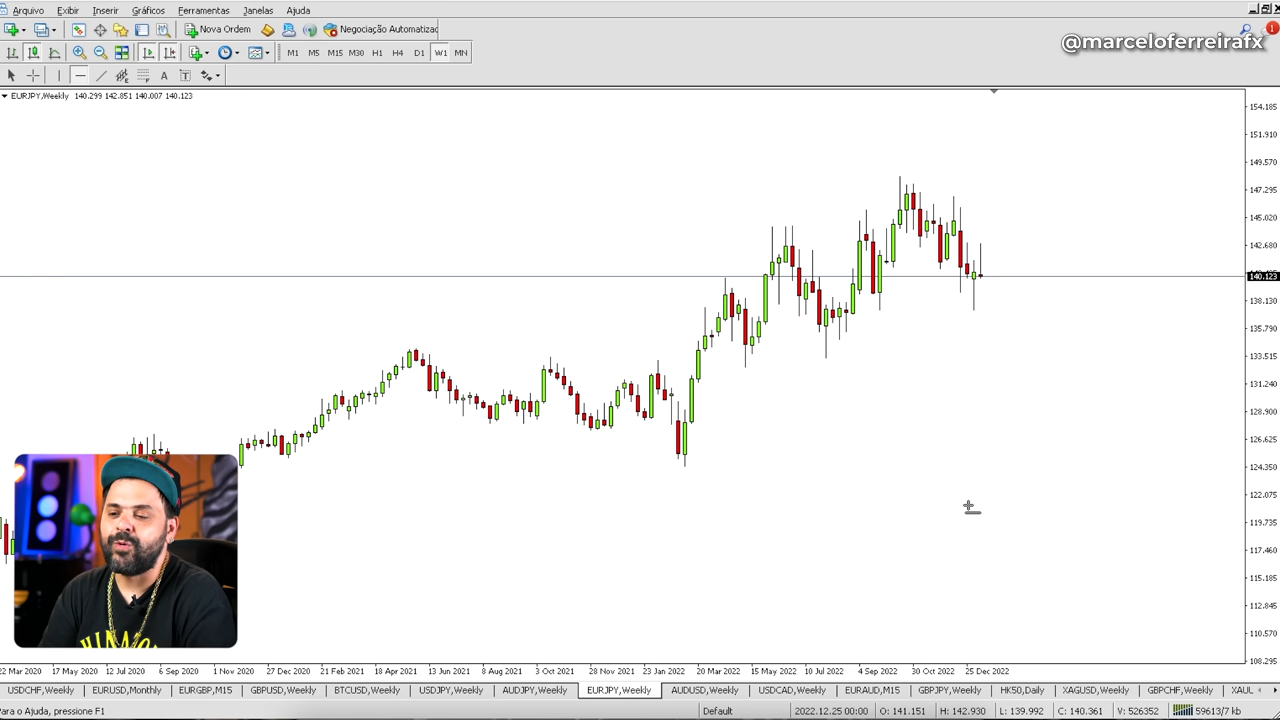 Arquivo Exibir Inserir Gráficos Ferramentas Janelas Ajuda
Nova Ordem Negociação Automatizad
1
@marceloferreirafx
M1 M5 M15 M30 H1 H4 D1 W1 MN
A T
EURJPY,Weekly 140.299 142.851 140.007 140.123
154.185
151.910
149.570
147.295
145.020
142.680
140.123
138.130
135.790
133.515
131.240
128.900
126.625
124.350
122.075
119.735
117.460
115.185
112.845
110.570
108.295
22 Mar 2020 17 May 2020 12 Jul 2020 6 Sep 2020 1 Nov 2020 27 Dec 2020 21 Feb 2021 18 Apr 2021 13 Jun 2021 8 Aug 2021 3 Oct 2021 28 Nov 2021 23 Jan 2022 20 Mar 2022 15 May 2022 10 Jul 2022 4 Sep 2022 30 Oct 2022 25 Dec 2022
USDCHF,Weekly EURUSD,Monthly EURGBP,M15 GBPUSD,Weekly BTCUSD,Weekly USDJPY,Weekly AUDJPY,Weekly EURJPY,Weekly AUDUSD,Weekly USDCAD,Weekly EURAUD,M15 GBPJPY,Weekly HK50,Daily XAGUSD,Weekly GBPCHF,Weekly XAUL
Para o Ajuda, pressione F1 Default 2022.12.25 00:00 O: 141.151 H: 142.930 L: 139.992 C: 140.361 V: 526352 59613/7 kb